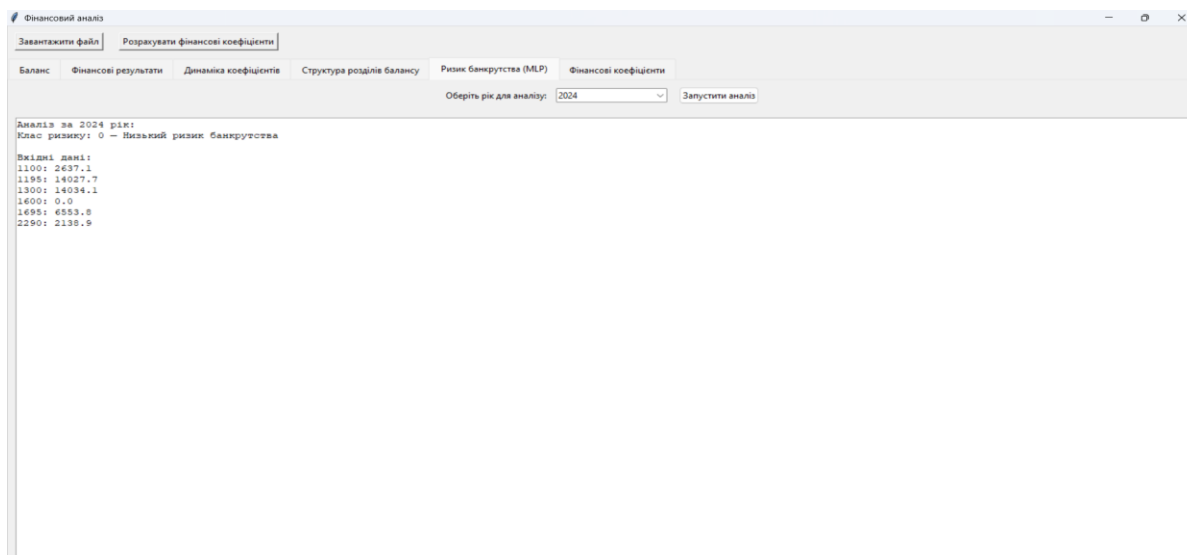 Фінансовий аналіз
Завантажити файл Розрахувати фінансові коефіцієнти
Баланс Фінансові результати Динаміка коефіцієнтів Структура розділів балансу Ризик банкрутства (MLP) Фінансові коефіцієнти
Оберіть рік для аналізу: 2024 Запустити аналіз
Аналіз за 2024 рік:
Клас ризику: 0 — Низький ризик банкрутства
Вхідні дані:
1100: 2637.1
1195: 14027.7
1300: 14034.1
1600: 0.0
1695: 6553.8
2290: 2138.9